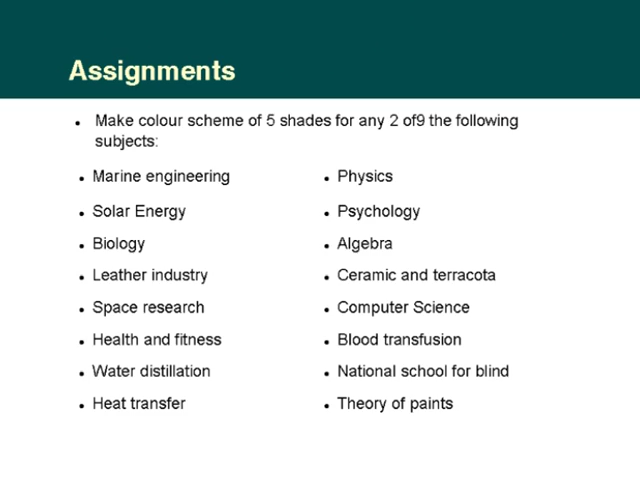 Assignments
Make colour scheme of 5 shades for any 2 of9 the following
subjects:
Marine engineering
Solar Energy
Biology
Leather industry
Space research
Health and fitness
Water distillation
Heat transfer
Physics
Psychology
Algebra
Ceramic and terracota
Computer Science
Blood transfusion
National school for blind
Theory of paints